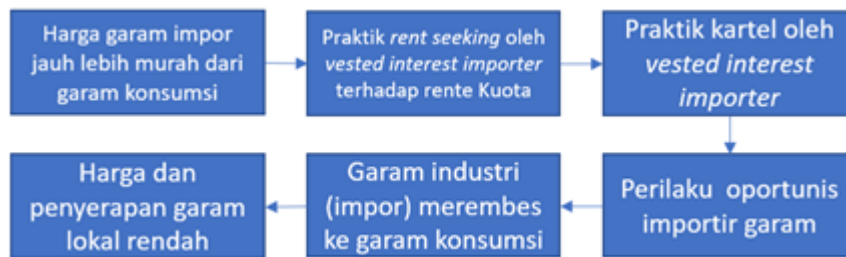 Harga garam impor
jauh lebih murah dari
garam konsumsi
Praktik rent seeking oleh
vested interest importer
terhadap rente Kuota
Praktik kartel oleh
vested interest
importer
Perilaku oportunis
importir garam
Garam industri
(impor) merembes
ke garam konsumsi
Harga dan
penyerapan garam
lokal rendah